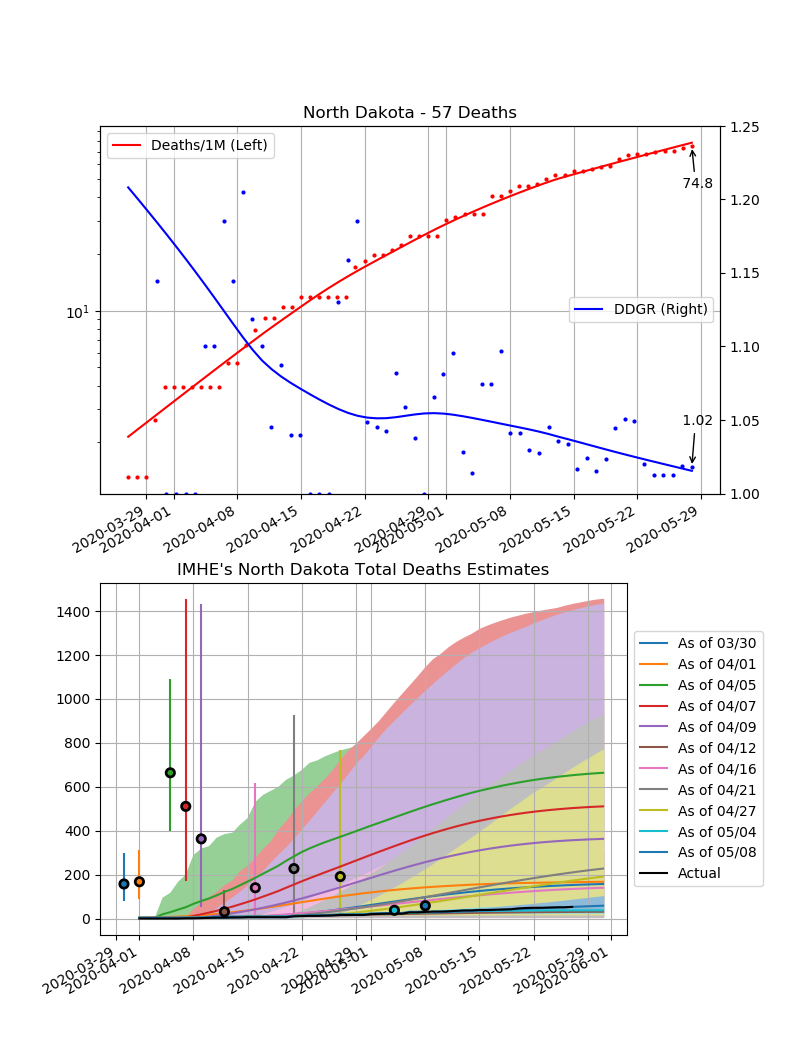 North Dakota - 57 Deaths
Deaths/1M (Left)
DDGR (Right)
74.8
1.02
10^1
1.25
1.20
1.15
1.10
1.05
1.00
2020-03-29
2020-04-01
2020-04-08
2020-04-15
2020-04-22
2020-04-29
2020-05-01
2020-05-08
2020-05-15
2020-05-22
2020-05-29
IMHE's North Dakota Total Deaths Estimates
1400
1200
1000
800
600
400
200
0
2020-03-29
2020-04-01
2020-04-08
2020-04-15
2020-04-22
2020-04-29
2020-05-01
2020-05-08
2020-05-15
2020-05-22
2020-05-29
2020-06-01
As of 03/30
As of 04/01
As of 04/05
As of 04/07
As of 04/09
As of 04/12
As of 04/16
As of 04/21
As of 04/27
As of 05/04
As of 05/08
Actual